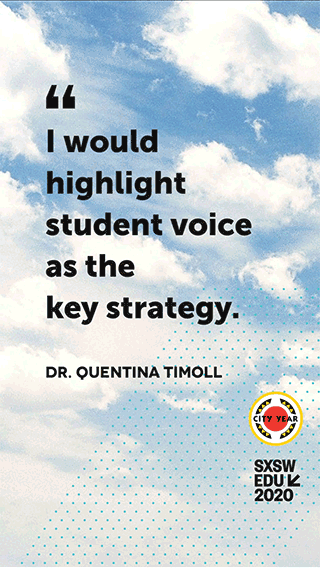 “
I would
highlight
student voice
as the
key strategy.
DR. QUENTINA TIMOLL
CITY YEAR
SXSW
EDU
2020